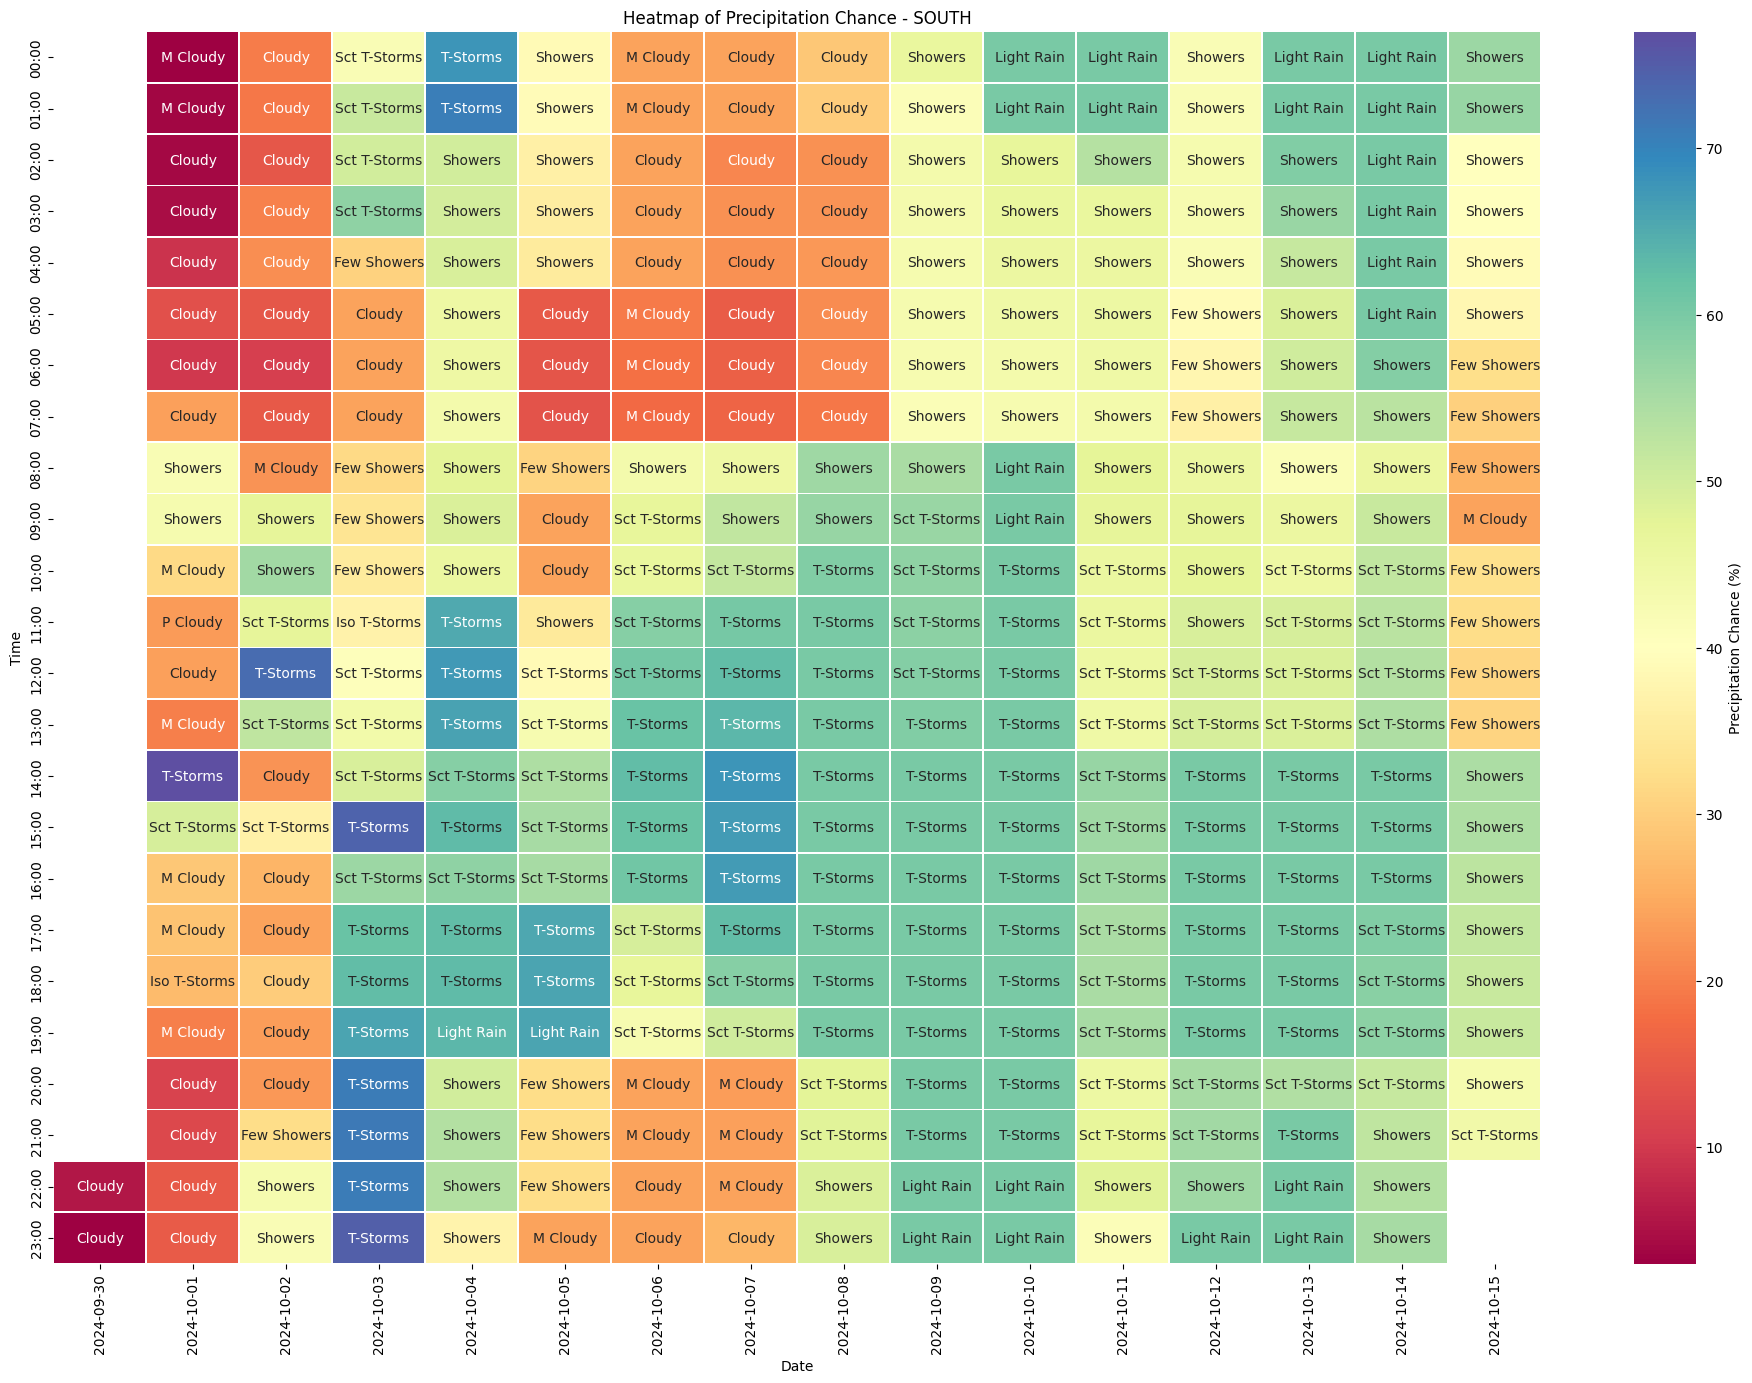 Heatmap of Precipitation Chance - SOUTH
00:00 M Cloudy Cloudy Sct T-Storms T-Storms Showers M Cloudy Cloudy Cloudy Showers Light Rain Light Rain Showers Light Rain Light Rain Showers
01:00 M Cloudy Cloudy Sct T-Storms T-Storms Showers M Cloudy Cloudy Cloudy Showers Light Rain Light Rain Showers Light Rain Light Rain Showers
02:00 Cloudy Cloudy Sct T-Storms Showers Showers Cloudy Cloudy Cloudy Showers Showers Showers Showers Showers Light Rain Showers
03:00 Cloudy Cloudy Sct T-Storms Showers Showers Cloudy Cloudy Cloudy Showers Showers Showers Showers Showers Light Rain Showers
04:00 Cloudy Cloudy Few Showers Showers Showers Cloudy Cloudy Cloudy Showers Showers Showers Showers Showers Light Rain Showers
05:00 Cloudy Cloudy Cloudy Showers Cloudy M Cloudy Cloudy Cloudy Showers Showers Showers Few Showers Showers Light Rain Showers
06:00 Cloudy Cloudy Cloudy Showers Cloudy M Cloudy Cloudy Cloudy Showers Showers Showers Few Showers Showers Showers Few Showers
07:00 Cloudy Cloudy Cloudy Showers Cloudy M Cloudy Cloudy Cloudy Showers Showers Showers Few Showers Showers Showers Few Showers
08:00 Showers M Cloudy Few Showers Showers Few Showers Showers Showers Showers Showers Light Rain Showers Showers Showers Showers Few Showers
09:00 Showers Showers Few Showers Showers Cloudy Sct T-Storms Showers Showers Sct T-Storms Light Rain Showers Showers Showers Showers M Cloudy
10:00 M Cloudy Showers Few Showers Showers Cloudy Sct T-Storms Sct T-Storms T-Storms Sct T-Storms T-Storms Sct T-Storms Showers Sct T-Storms Sct T-Storms Few Showers
11:00 P Cloudy Sct T-Storms Iso T-Storms T-Storms Showers Sct T-Storms T-Storms T-Storms Sct T-Storms T-Storms Sct T-Storms Showers Sct T-Storms Sct T-Storms Few Showers
12:00 Cloudy T-Storms Sct T-Storms T-Storms Sct T-Storms Sct T-Storms T-Storms T-Storms Sct T-Storms T-Storms Sct T-Storms Sct T-Storms Sct T-Storms Sct T-Storms Few Showers
13:00 M Cloudy Sct T-Storms Sct T-Storms T-Storms Sct T-Storms T-Storms T-Storms T-Storms T-Storms T-Storms Sct T-Storms Sct T-Storms Sct T-Storms Sct T-Storms Few Showers
14:00 T-Storms Cloudy Sct T-Storms Sct T-Storms Sct T-Storms T-Storms T-Storms T-Storms T-Storms T-Storms Sct T-Storms T-Storms T-Storms T-Storms Showers
15:00 Sct T-Storms Sct T-Storms T-Storms T-Storms Sct T-Storms T-Storms T-Storms T-Storms T-Storms T-Storms Sct T-Storms T-Storms T-Storms T-Storms Showers
16:00 M Cloudy Cloudy Sct T-Storms Sct T-Storms Sct T-Storms T-Storms T-Storms T-Storms T-Storms T-Storms Sct T-Storms T-Storms T-Storms T-Storms Showers
17:00 M Cloudy Cloudy T-Storms T-Storms T-Storms Sct T-Storms T-Storms T-Storms T-Storms T-Storms Sct T-Storms T-Storms T-Storms Sct T-Storms Showers
18:00 Iso T-Storms Cloudy T-Storms T-Storms T-Storms Sct T-Storms Sct T-Storms T-Storms T-Storms T-Storms Sct T-Storms T-Storms T-Storms Sct T-Storms Showers
19:00 M Cloudy Cloudy T-Storms Light Rain Light Rain Sct T-Storms Sct T-Storms T-Storms T-Storms T-Storms Sct T-Storms T-Storms T-Storms Sct T-Storms Showers
20:00 Cloudy Cloudy T-Storms Showers Few Showers M Cloudy M Cloudy Sct T-Storms T-Storms T-Storms Sct T-Storms Sct T-Storms Sct T-Storms Sct T-Storms Showers
21:00 Cloudy Few Showers T-Storms Showers Few Showers M Cloudy M Cloudy Sct T-Storms T-Storms T-Storms Sct T-Storms Sct T-Storms T-Storms Showers Sct T-Storms
22:00 Cloudy Cloudy Showers T-Storms Showers Few Showers Cloudy M Cloudy Showers Light Rain Light Rain Showers Showers Light Rain Showers
23:00 Cloudy Cloudy Showers T-Storms Showers M Cloudy Cloudy Cloudy Showers Light Rain Light Rain Showers Light Rain Light Rain Showers
Time
2024-09-30 2024-10-01 2024-10-02 2024-10-03 2024-10-04 2024-10-05 2024-10-06 2024-10-07 2024-10-08 2024-10-09 2024-10-10 2024-10-11 2024-10-12 2024-10-13 2024-10-14 2024-10-15
Date
70
60
50
40
30
20
10
Precipitation Chance (%)